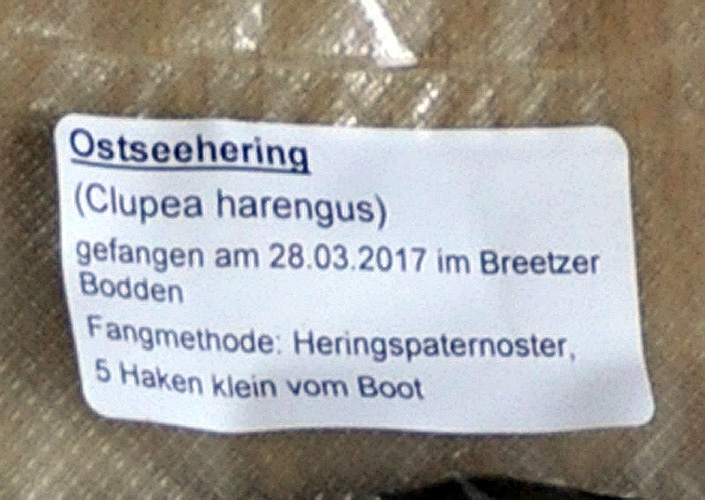 Ostseehering
(Clupea harengus)
gefangen am 28.03.2017 im Breetzer
Bodden
Fangmethode: Heringspaternoster,
5 Haken klein vom Boot